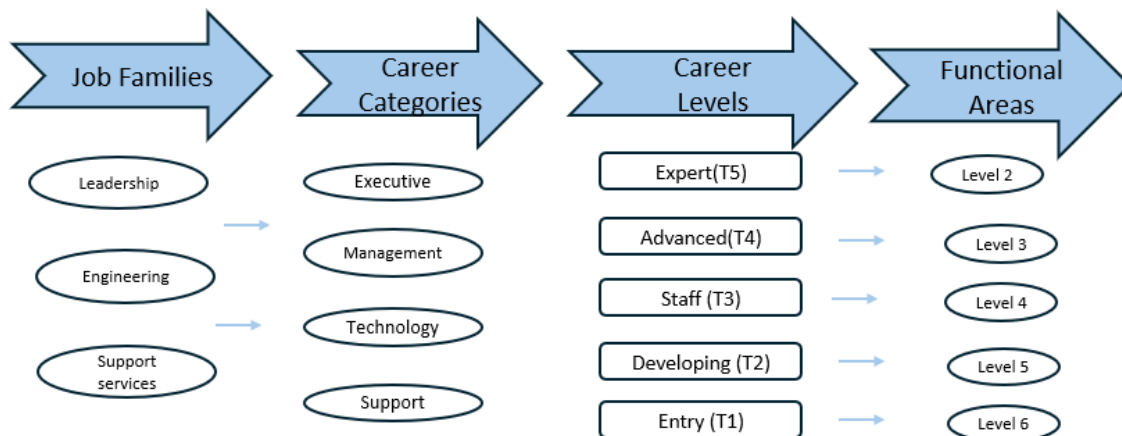 Job Families
Career
Categories
Career
Levels
Functional
Areas
Leadership
Engineering
Support
services
Executive
Management
Technology
Support
Expert(T5)
Advanced(T4)
Staff (T3)
Developing (T2)
Entry (T1)
Level 2
Level 3
Level 4
Level 5
Level 6